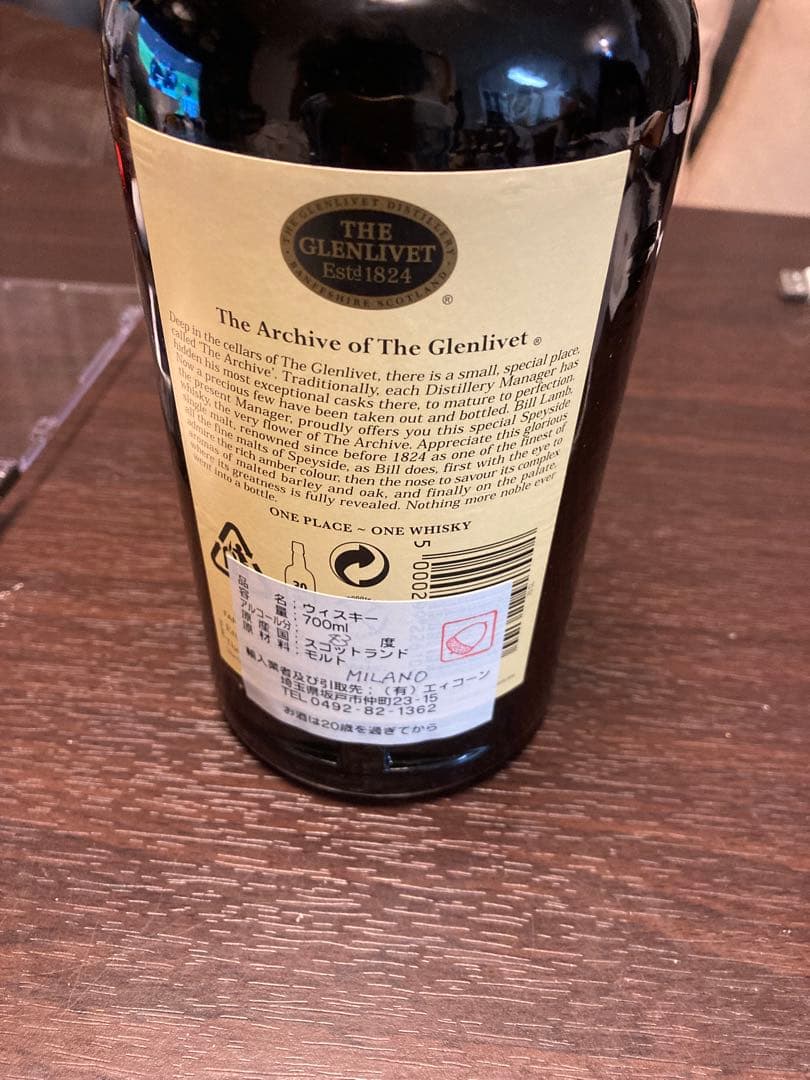 THE GLENLIVET DISTILLERY
THE
GLENLIVET
Estd 1824
BANFFSHIRE SCOTLAND
®
The Archive of The Glenlivet ®
Deep in the cellars of The Glenlivet, there is a small, special place,
called 'The Archive'. Traditionally, each Distillery Manager has
hidden his most exceptional casks there, to mature to perfection.
Now a precious few have been taken out and bottled. Bill Lamb,
present Manager, proudly offers you this special Speyside
whisky, the very flower of The Archive. Appreciate this glorious
single malt, renowned since before 1824 as one of the finest of
all the fine malts of Speyside, as Bill does, first with the eye to
the rich amber colour, then the nose to savour its complex
aromas of malted barley and oak, and finally on the palate,
where its greatness is fully revealed. Nothing more noble ever
went into a bottle.
ONE PLACE ~ ONE WHISKY
30
5
0002
品名:ウィスキー
容量:700ml
アルコール分: 度
原産国:スコットランド
原材料:モルト
MILANO
輸入業者及び引取先:(有)エィコーン
埼玉県坂戸市仲町23-15
TEL 0492-82-1362
お酒は20歳を過ぎてから